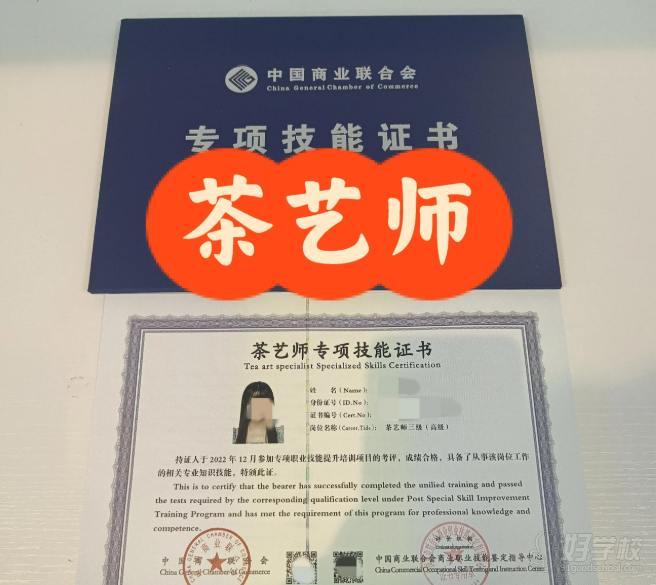 中国商业联合会
China General Chamber of Commerce
专项技能证书
茶艺师
茶艺师专项技能证书
Tea art specialist Specialized Skills Certification
姓 名 (Name):
身份证号 (ID.No):
证书编号 (Cert.No)
岗位名称 (Career.Tide): 茶艺师三级 (高级)
持证人于2022年12月参加专项职业技能提升培训项目的考评，成绩合格，具备了从事该岗位工作
的相关专业知识技能，特颁此证。
This is to certify that the bearer has successfully completed the unilied training and passed
the tests required by the corresponding qualification level under Post Special Skill Improvement
Training Program and has met the requirement of this program for professional knowledge and
competence.
评价机构
中国商业联合会
中国商业联合会商业职业技能鉴定指导中心
China General Chamber of Commerce
China Commercial Occupational Skill Testing and Instruction Center
好学校